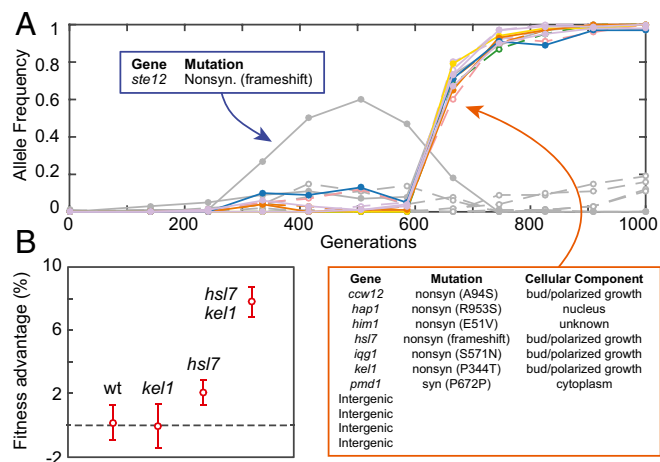 A
Allele Frequency
1
0.8
0.6
0.4
0.2
0
Gene Mutation
ste12 Nonsyn. (frameshift)
0 200 400 600 800 1000
Generations
B
Fitness advantage (%)
10
6
2
-2
wt
kel1
hsl7
hsl7
kel1
Gene Mutation Cellular Component
ccw12 nonsyn (A94S) bud/polarized growth
hap1 nonsyn (R953S) nucleus
him1 nonsyn (E51V) unknown
hsl7 nonsyn (frameshift) bud/polarized growth
iqg1 nonsyn (S571N) bud/polarized growth
kel1 nonsyn (P344T) bud/polarized growth
pmd1 syn (P672P) cytoplasm
Intergenic
Intergenic
Intergenic
Intergenic